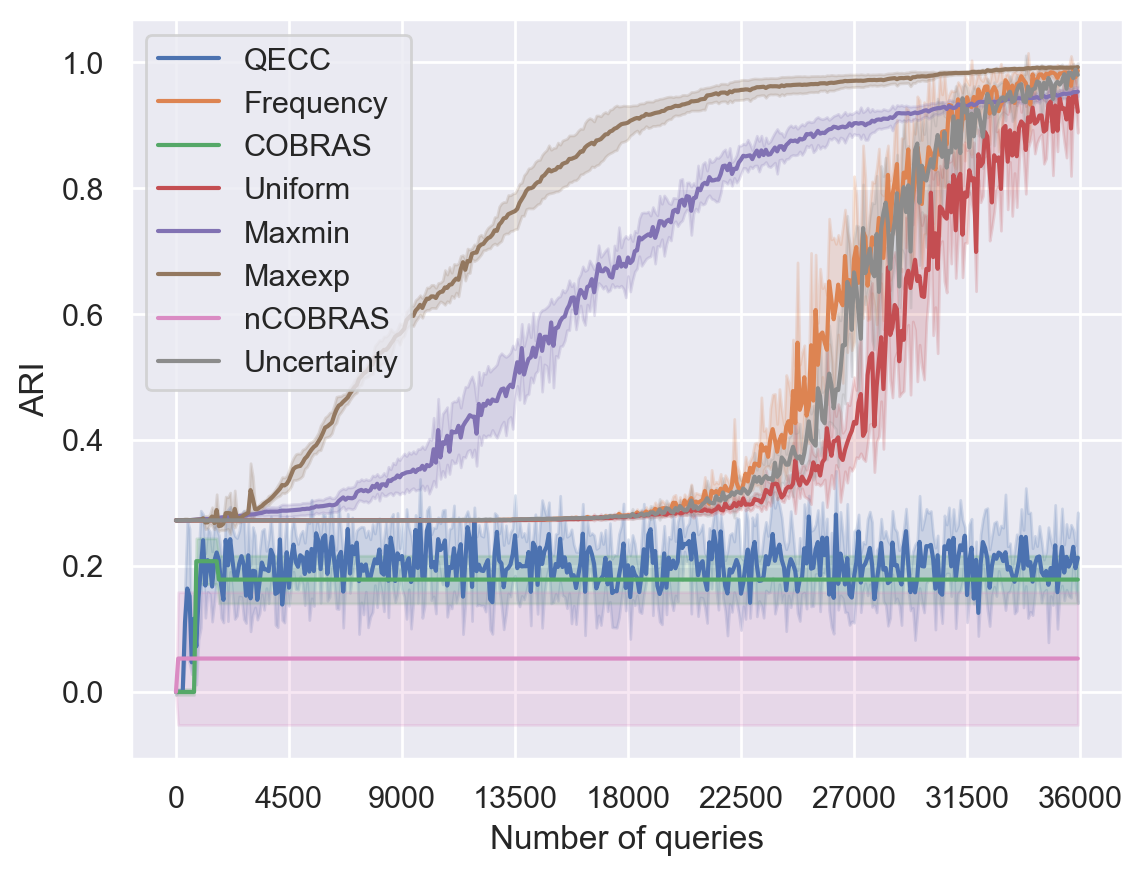 1.0
0.8
0.6
0.4
0.2
0.0
ARI
QECC
Frequency
COBRAS
Uniform
Maxmin
Maxexp
nCOBRAS
Uncertainty
0 4500 9000 13500 18000 22500 27000 31500 36000
Number of queries